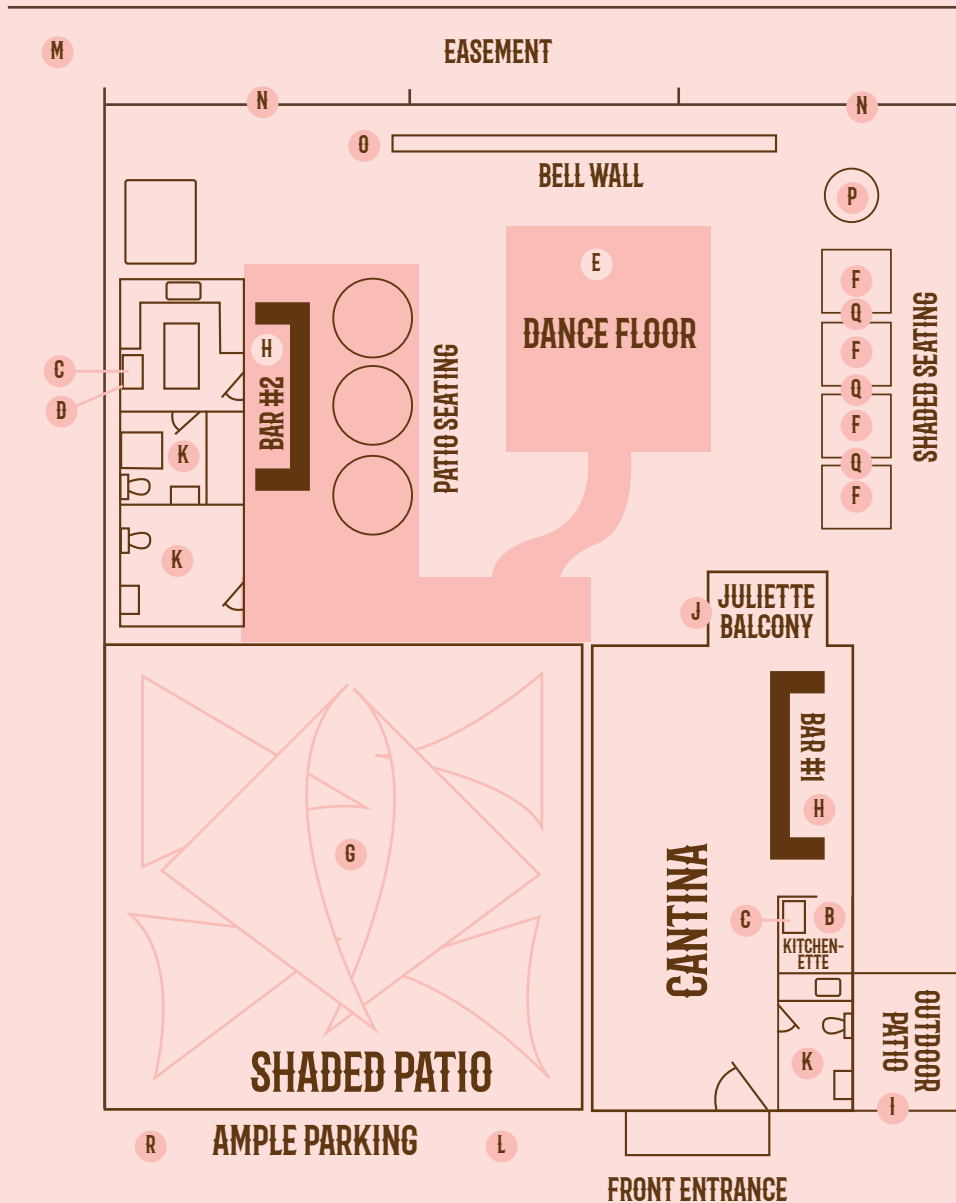 M
EASEMENT
N
N
O
BELL WALL
P
E
DANCE FLOOR
F
Q
F
Q
F
Q
F
SHADED SEATING
H
BAR #2
PATIO SEATING
C
D
K
K
J
JULIETTE
BALCONY
BAR #1
H
G
CANTINA
C
B
KITCHEN-
ETTE
K
OUTDOOR
PATIO
I
SHADED PATIO
R
AMPLE PARKING
L
FRONT ENTRANCE